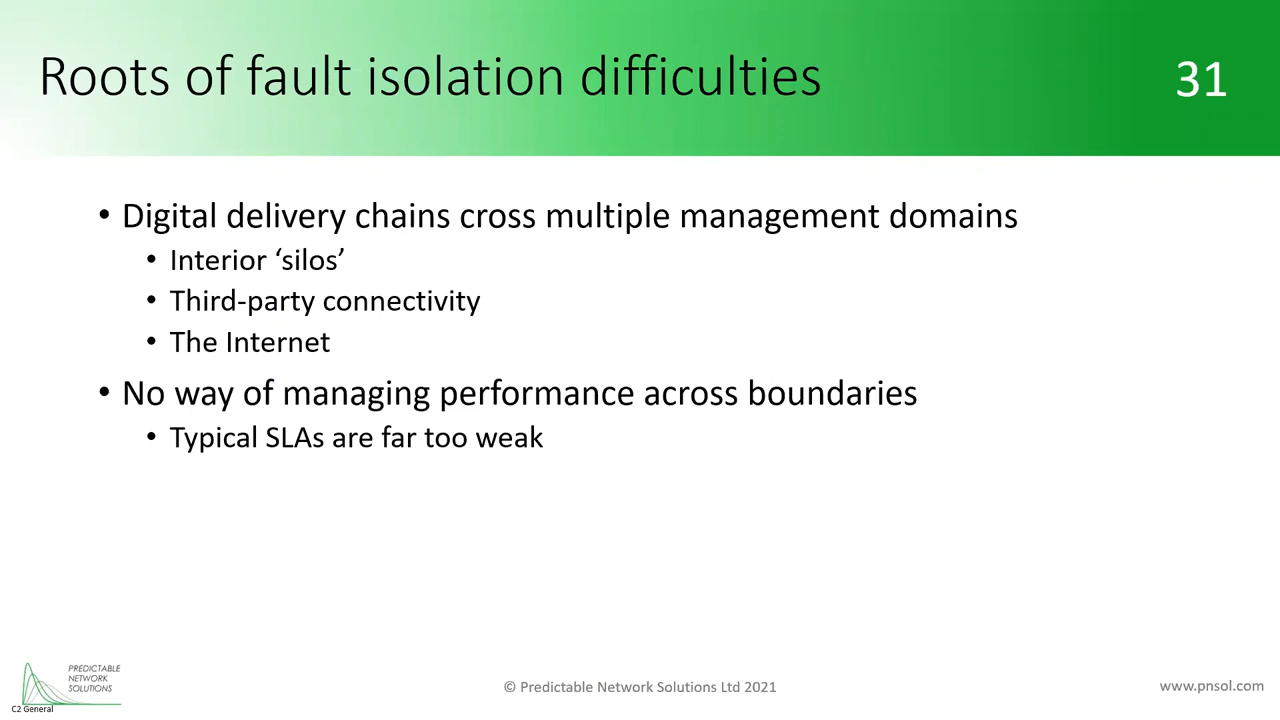 Roots of fault isolation difficulties
31
• Digital delivery chains cross multiple management domains
• Interior ‘silos’
• Third-party connectivity
• The Internet
• No way of managing performance across boundaries
• Typical SLAs are far too weak
PREDICTABLE
NETWORK
SOLUTIONS
C2 General
© Predictable Network Solutions Ltd 2021
www.pnsol.com